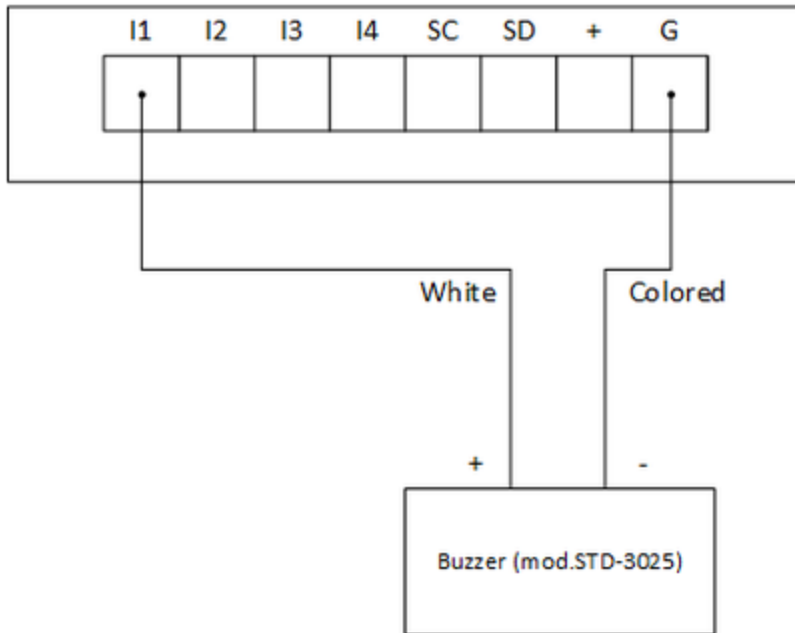 I1 I2 I3 I4 SC SD + G
White Colored
+ -
Buzzer (mod.STD-3025)